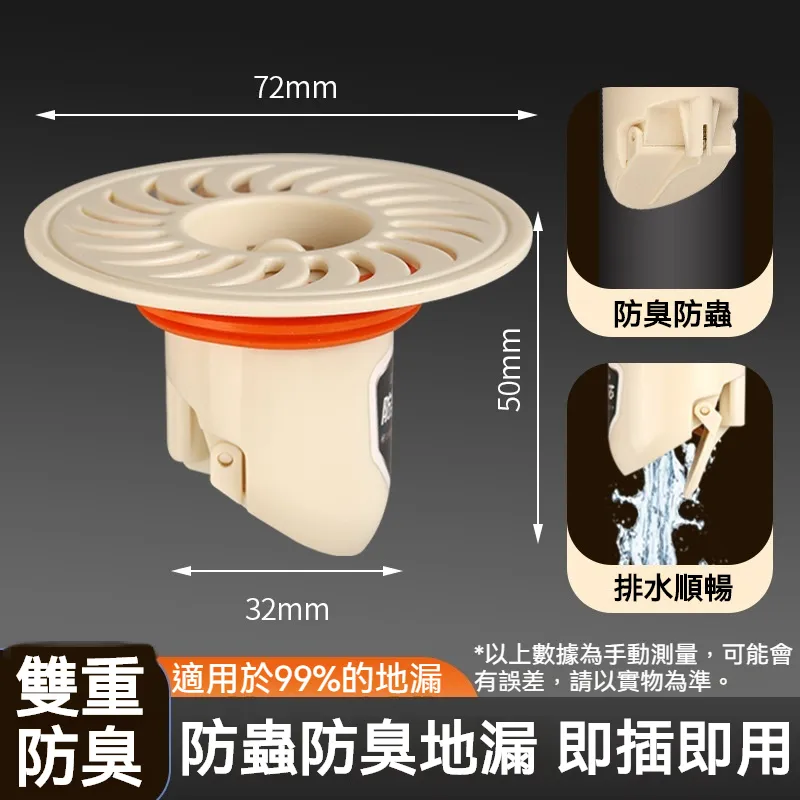 72mm
防臭防蟲
50mm
排水順暢
32mm
*以上數據為手動測量，可能會
有誤差，請以實物為準。
適用於99%的地漏
雙重
防臭
防蟲防臭地漏 即插即用